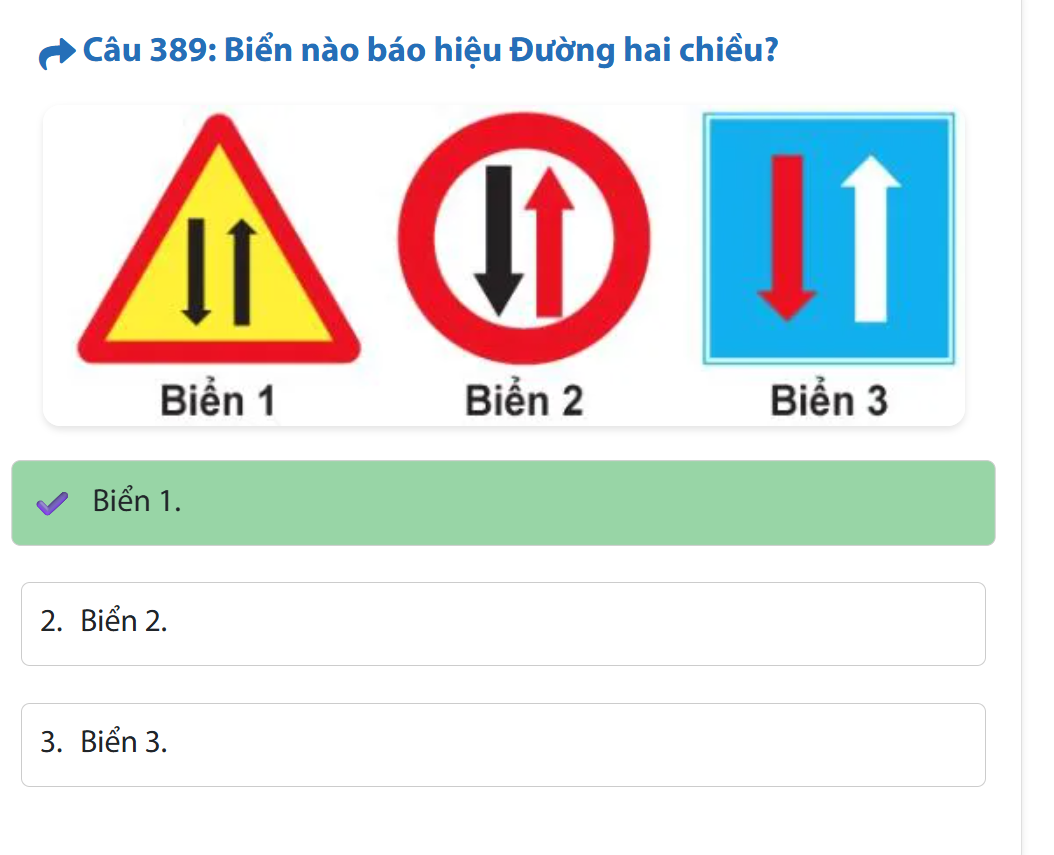 Câu 389: Biển nào báo hiệu Đường hai chiều?
Biển 1 Biển 2 Biển 3
Biển 1.
2. Biển 2.
3. Biển 3.